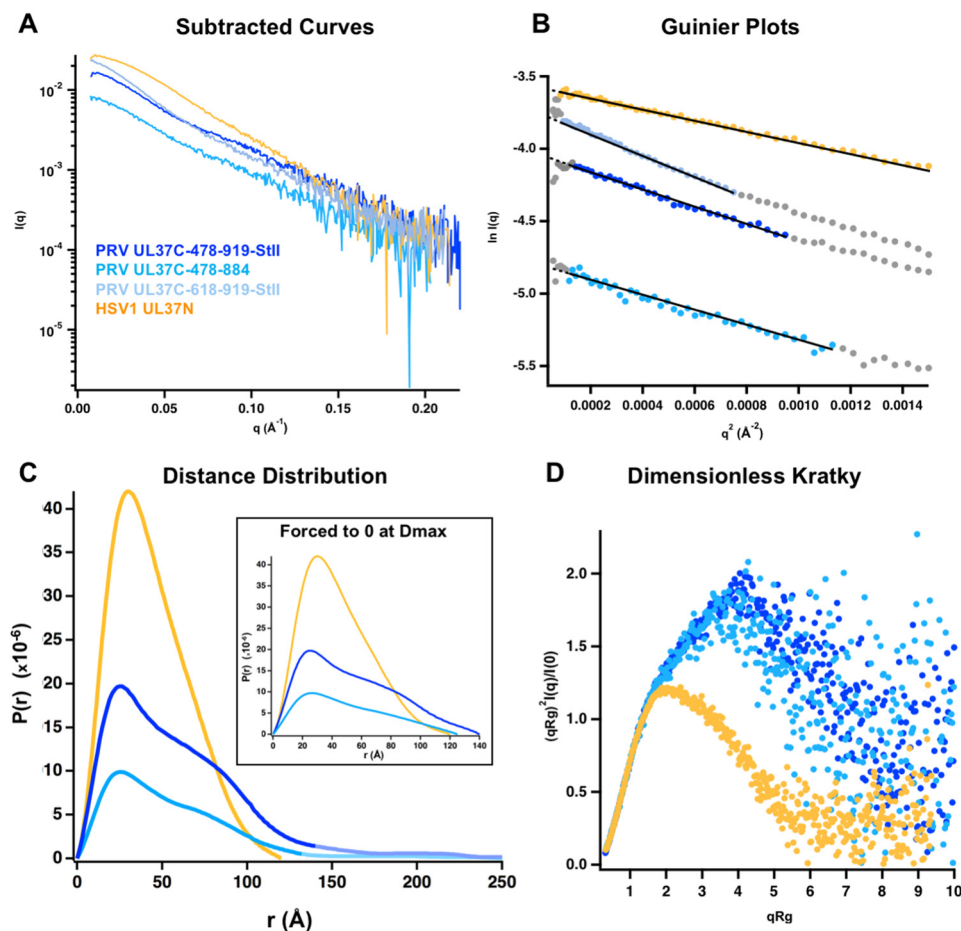 A
Subtracted Curves
I(q)
10⁻²
10⁻³
10⁻⁴
10⁻⁵
PRV UL37C-478-919-StII
PRV UL37C-478-884
PRV UL37C-618-919-StII
HSV1 UL37N
0.00 0.05 0.10 0.15 0.20
q (Å⁻¹)
B
Guinier Plots
ln I(q)
-3.5
-4.0
-4.5
-5.0
-5.5
0.0002 0.0004 0.0006 0.0008 0.0010 0.0012 0.0014
q² (Å⁻²)
C
Distance Distribution
P(r) (x10⁻⁶)
40
35
30
25
20
15
10
5
0
0 50 100 150 200 250
r (Å)
Forced to 0 at Dmax
40
30
20
10
0
0 20 40 60 80 100 120 140
r (Å)
D
Dimensionless Kratky
(qRg)²I(q)/I(0)
2.0
1.5
1.0
0.5
0.0
1 2 3 4 5 6 7 8 9 10
qRg